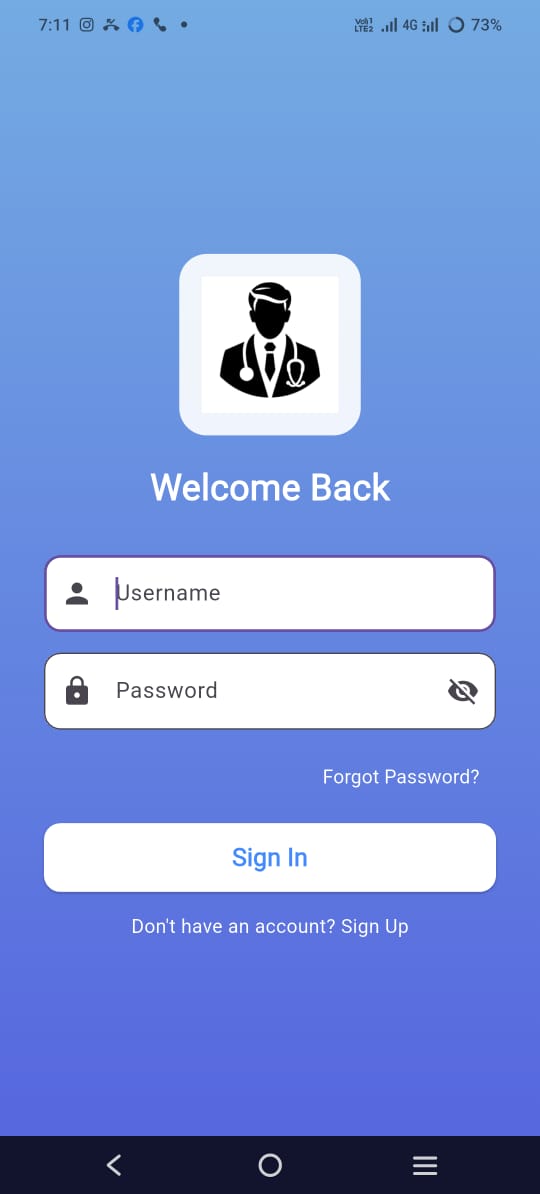 7:11 Vo1 LTE2 4G 73%
Welcome Back
Username
Password
Forgot Password?
Sign In
Don't have an account? Sign Up